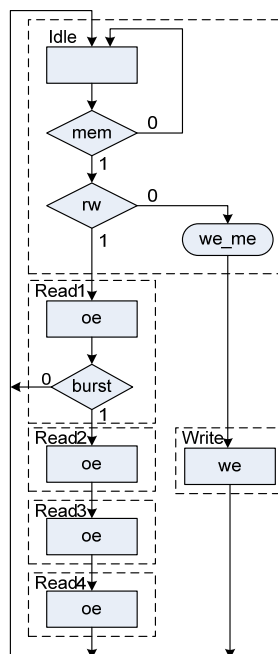 Idle
mem
0
1
rw
0
1
we_me
Read1
oe
0
burst
1
Read2
oe
Write
we
Read3
oe
Read4
oe